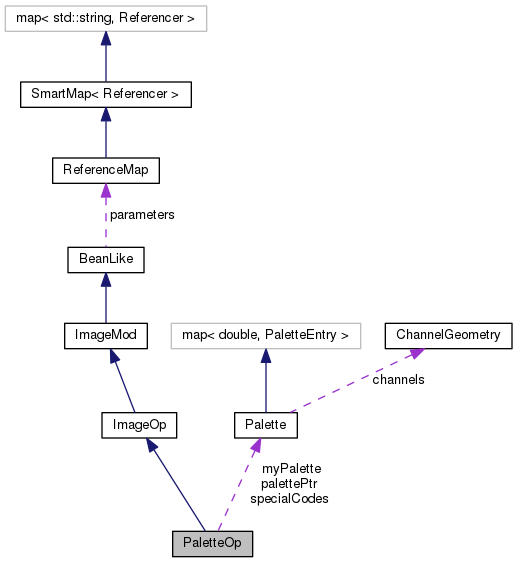 map< std::string, Referencer >
SmartMap< Referencer >
ReferenceMap
parameters
BeanLike
ImageMod
map< double, PaletteEntry >
ChannelGeometry
channels
ImageOp
Palette
myPalette
palettePtr
specialCodes
PaletteOp